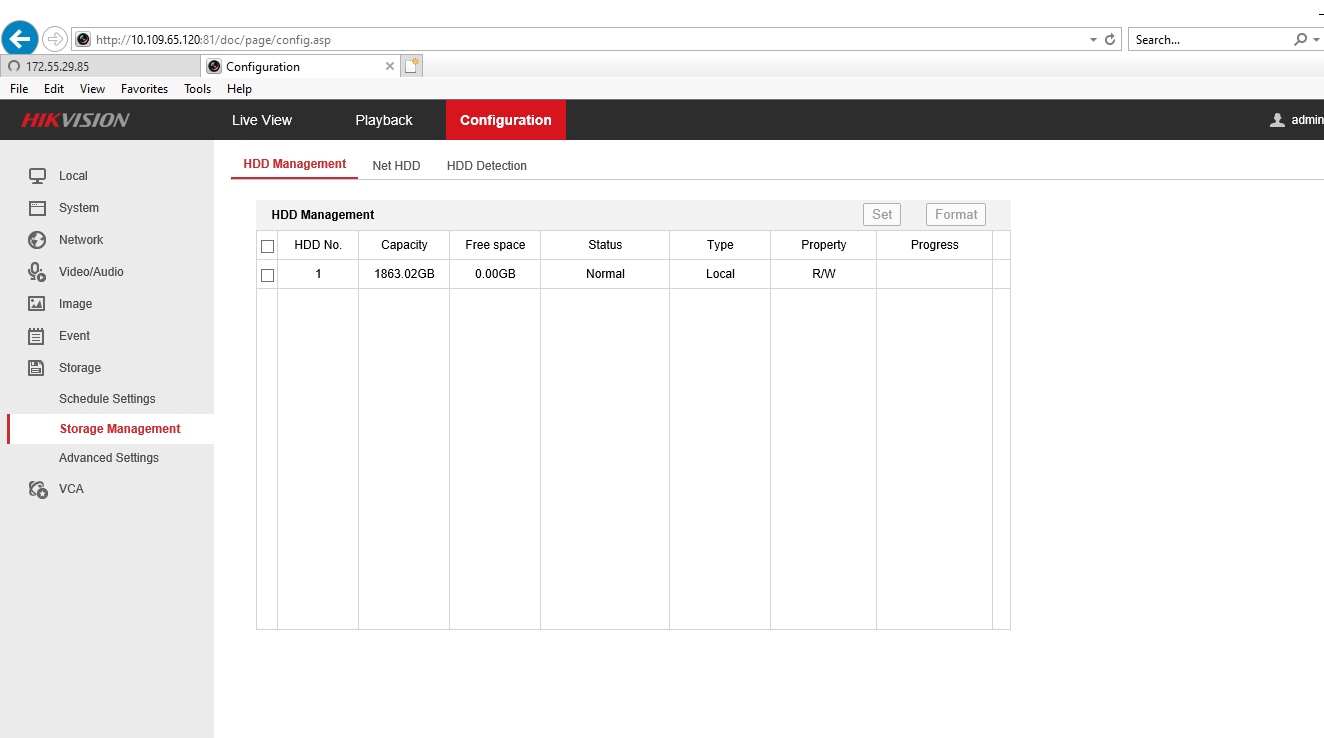 http://10.109.65.120:81/doc/page/config.asp
Search...
172.55.29.85
Configuration
File Edit View Favorites Tools Help
HIKVISION
Live View
Playback
Configuration
admin
Local
System
Network
Video/Audio
Image
Event
Storage
Schedule Settings
Storage Management
Advanced Settings
VCA
HDD Management
Net HDD
HDD Detection
HDD Management
Set
Format
HDD No. Capacity Free space Status Type Property Progress
1 1863.02GB 0.00GB Normal Local R/W